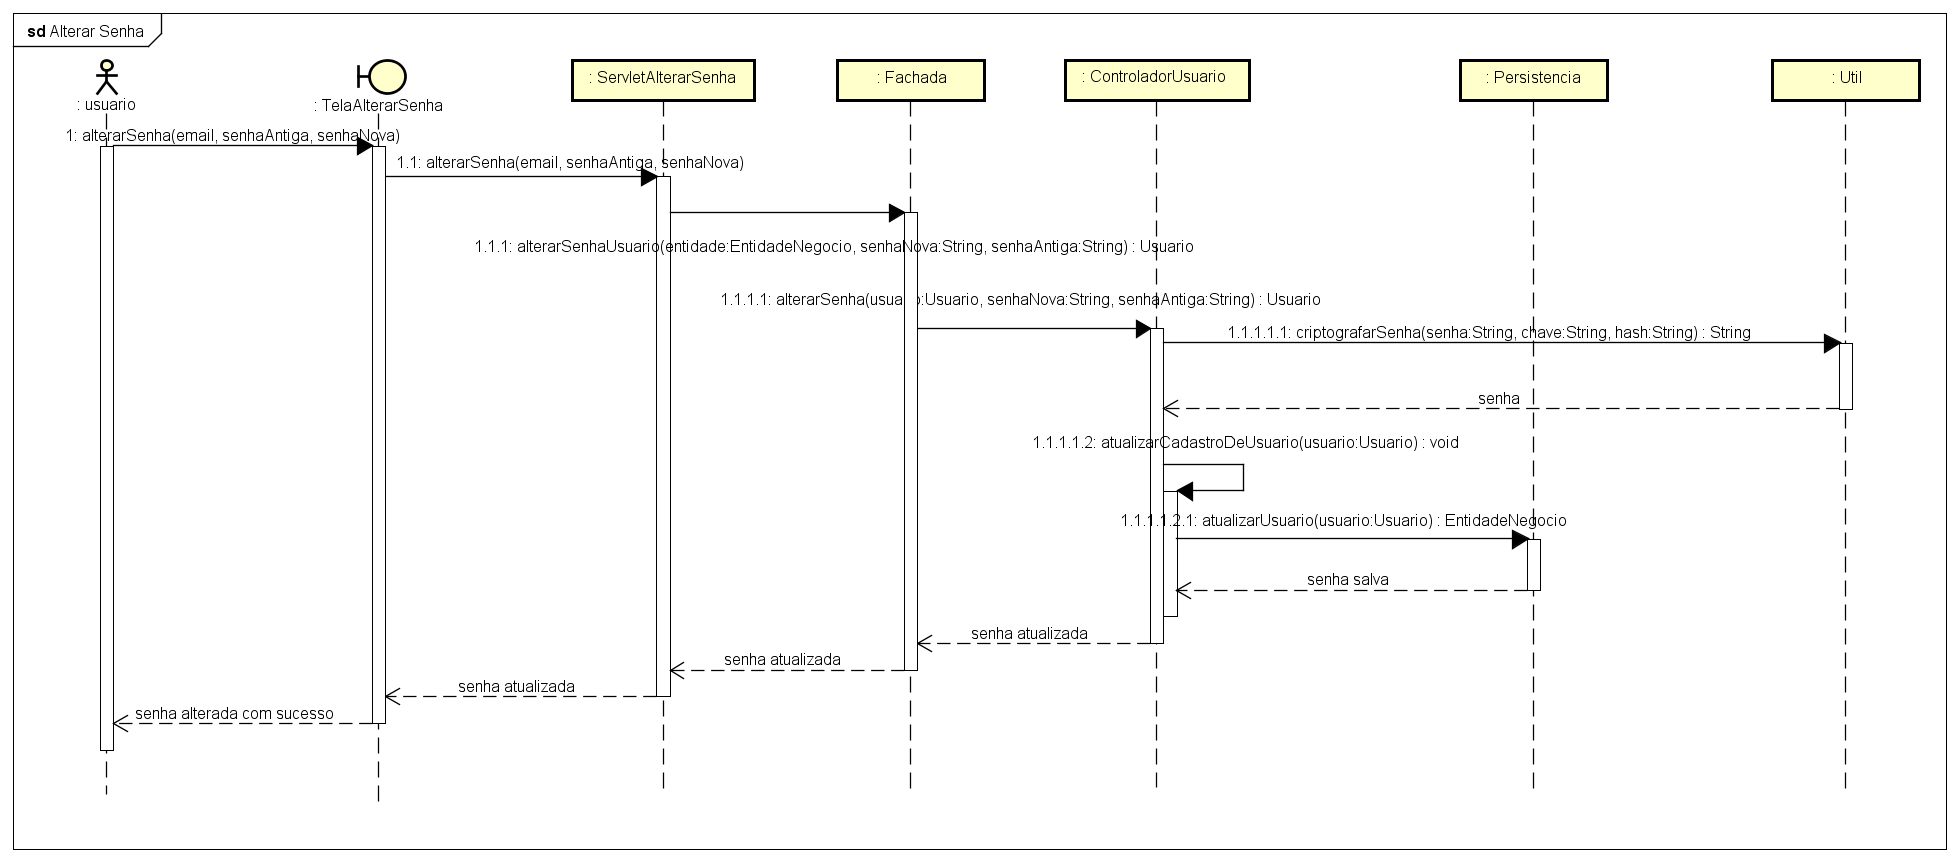 sd Alterar Senha
: usuario
: TelaAlterarSenha
: ServletAlterarSenha
: Fachada
: ControladorUsuario
: Persistencia
: Util
1: alterarSenha(email, senhaAntiga, senhaNova)
1.1: alterarSenha(email, senhaAntiga, senhaNova)
1.1.1: alterarSenhaUsuario(entidade:EntidadeNegocio, senhaNova:String, senhaAntiga:String) : Usuario
1.1.1.1: alterarSenha(usuario:Usuario, senhaNova:String, senhaAntiga:String) : Usuario
1.1.1.1.1: criptografarSenha(senha:String, chave:String, hash:String) : String
senha
1.1.1.1.2: atualizarCadastroDeUsuario(usuario:Usuario) : void
1.1.1.1.2.1: atualizarUsuario(usuario:Usuario) : EntidadeNegocio
senha salva
senha atualizada
senha atualizada
senha atualizada
senha alterada com sucesso